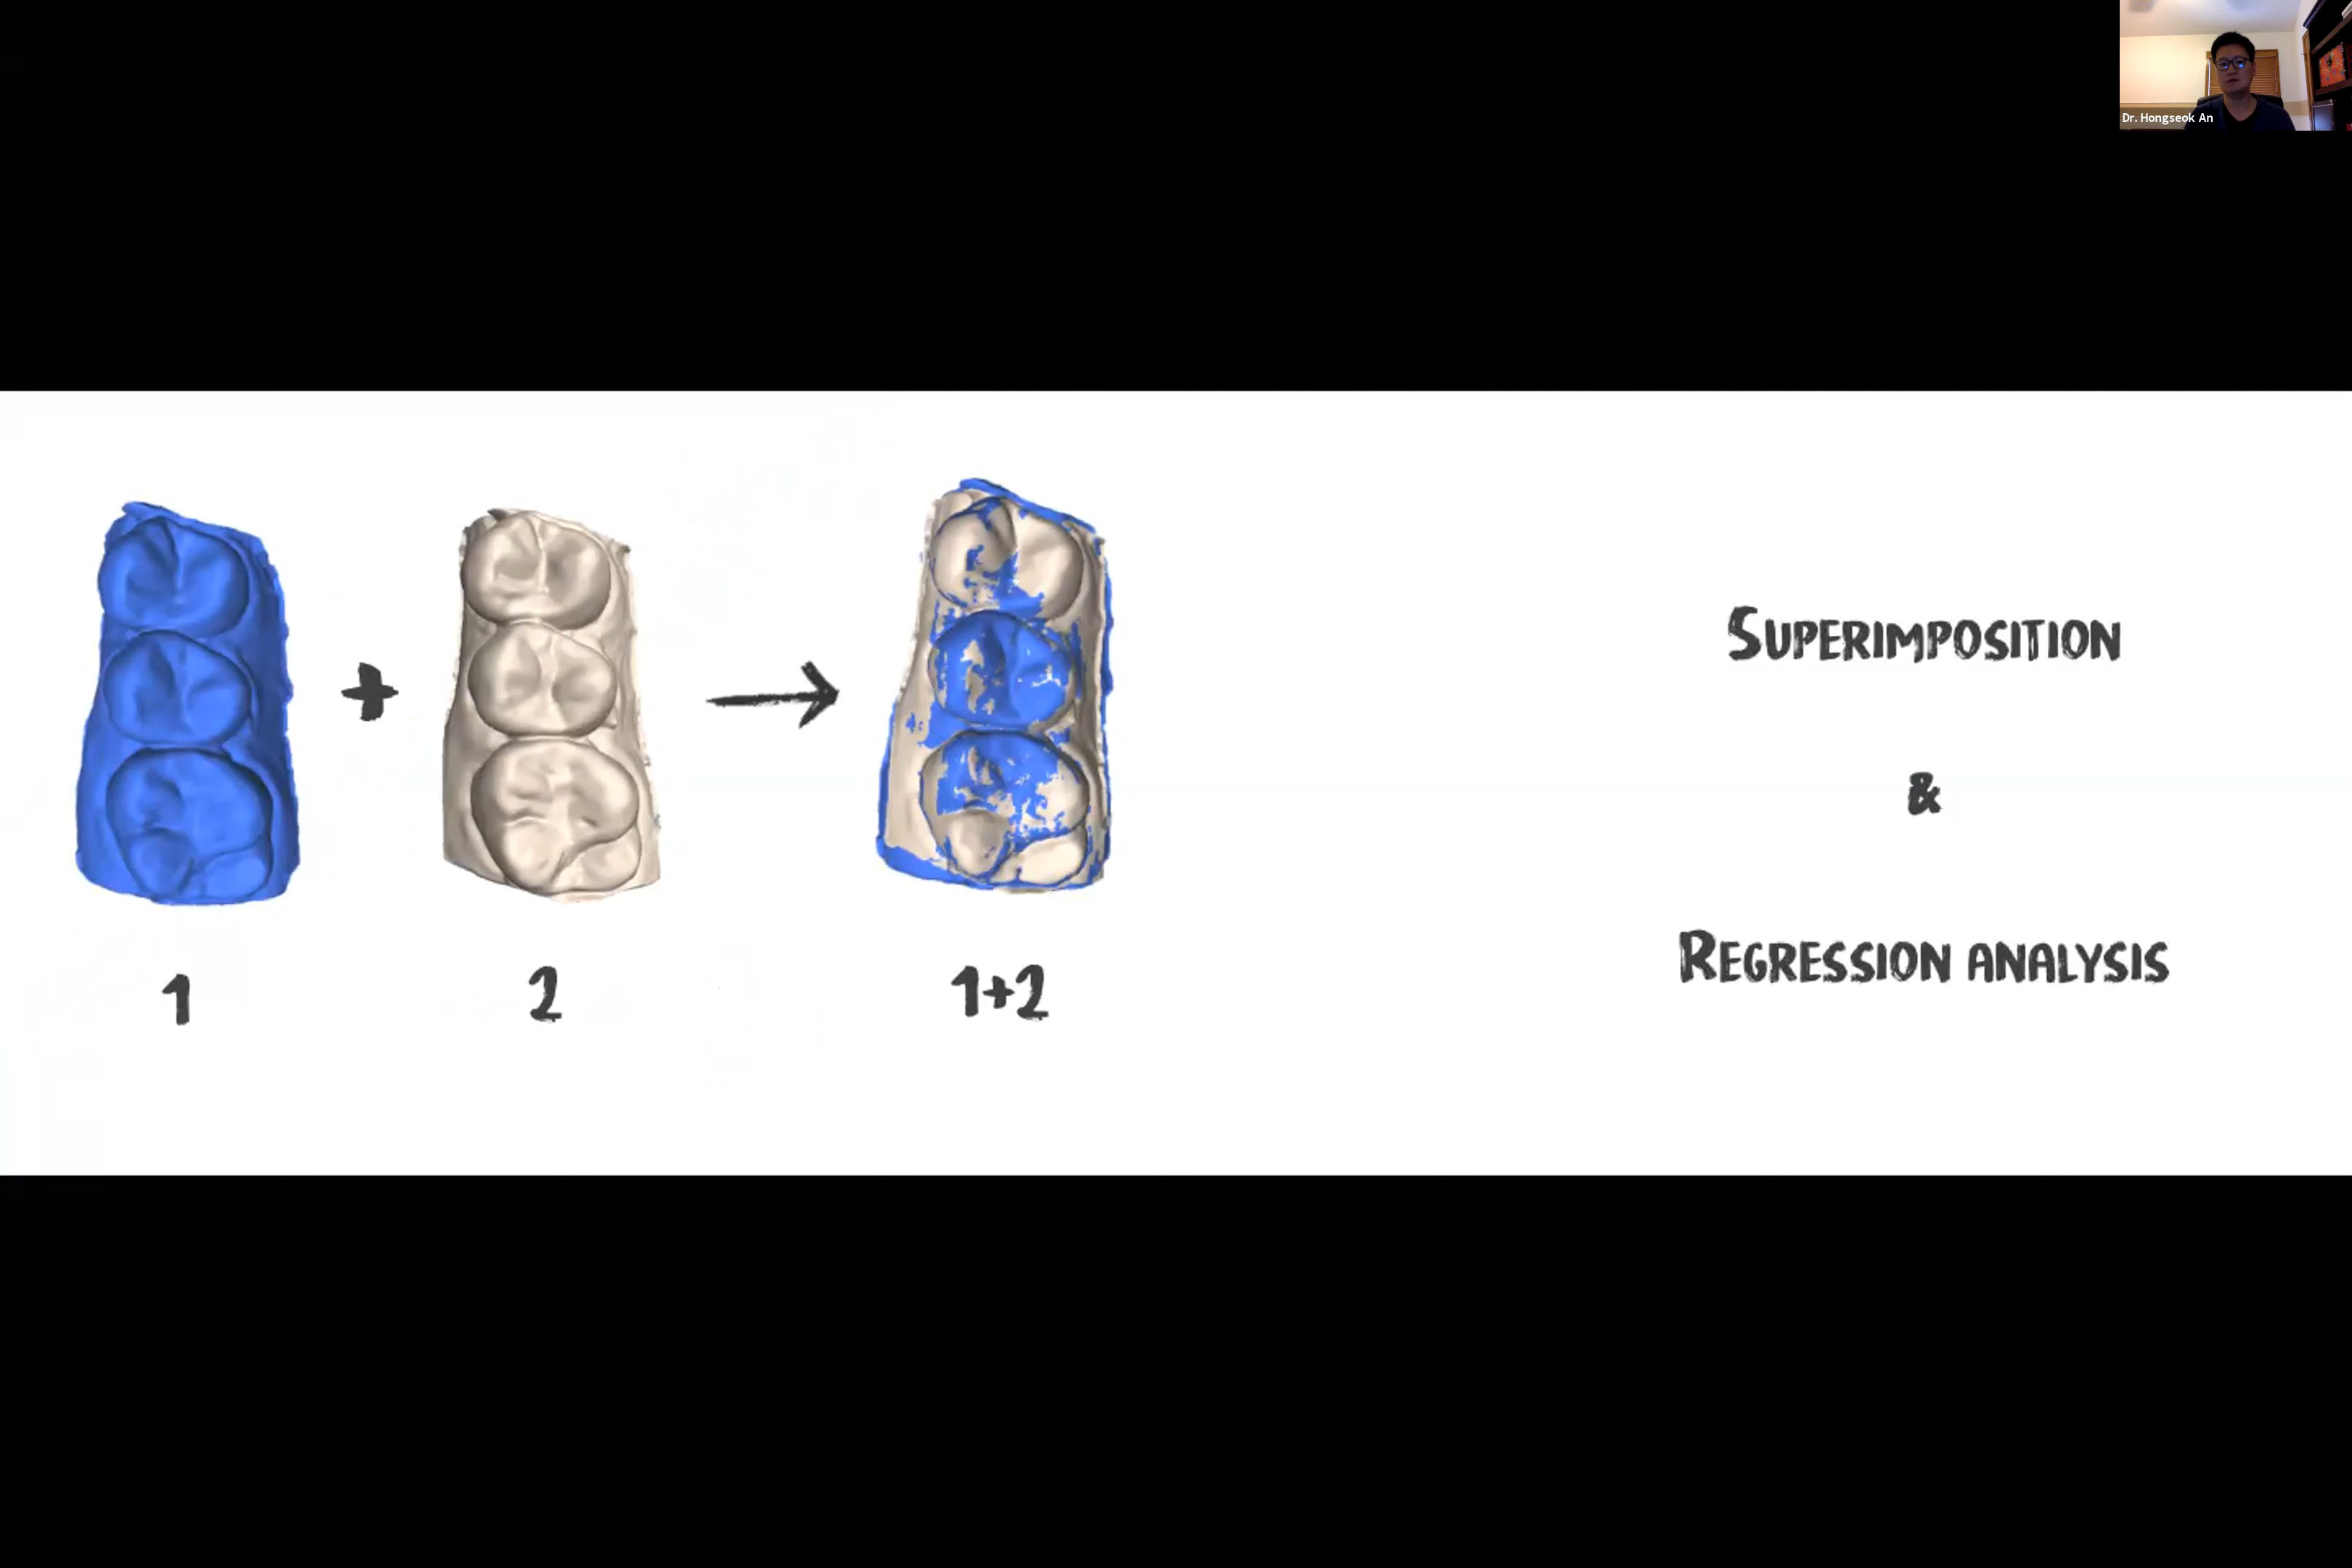 Dr. Hongseok An
+
1
2
1+2
SUPERIMPOSITION
&
REGRESSION ANALYSIS